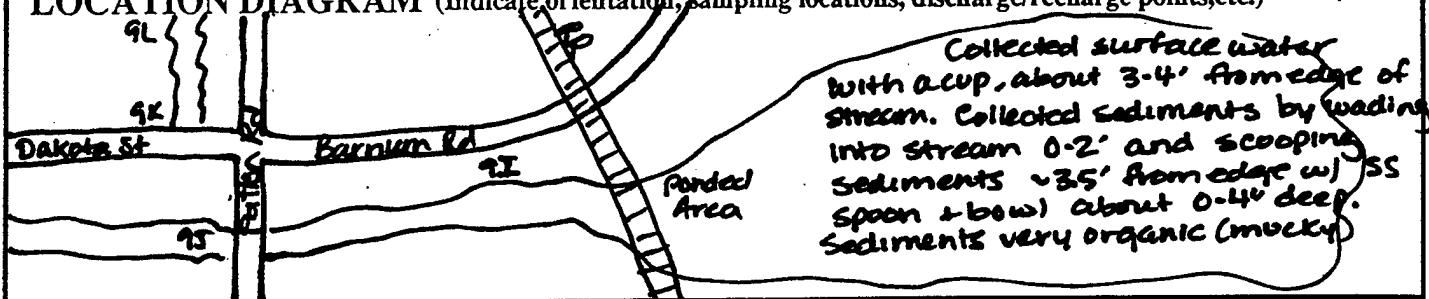 LOCATION DIAGRAM (Indicate orientation, sampling locations, discharge/recharge points, etc.)
9L
9K
Dakota St
Barnum Rd
9I
9J
Ponded
Area
Collected surface water
with a cup, about 3-4' from edge of
stream. Collected sediments by wading
into stream 0-2' and scooping
sediments ~3.5' from edge w/ SS
spoon + bowl about 0-4" deep.
Sediments very organic (mucky)